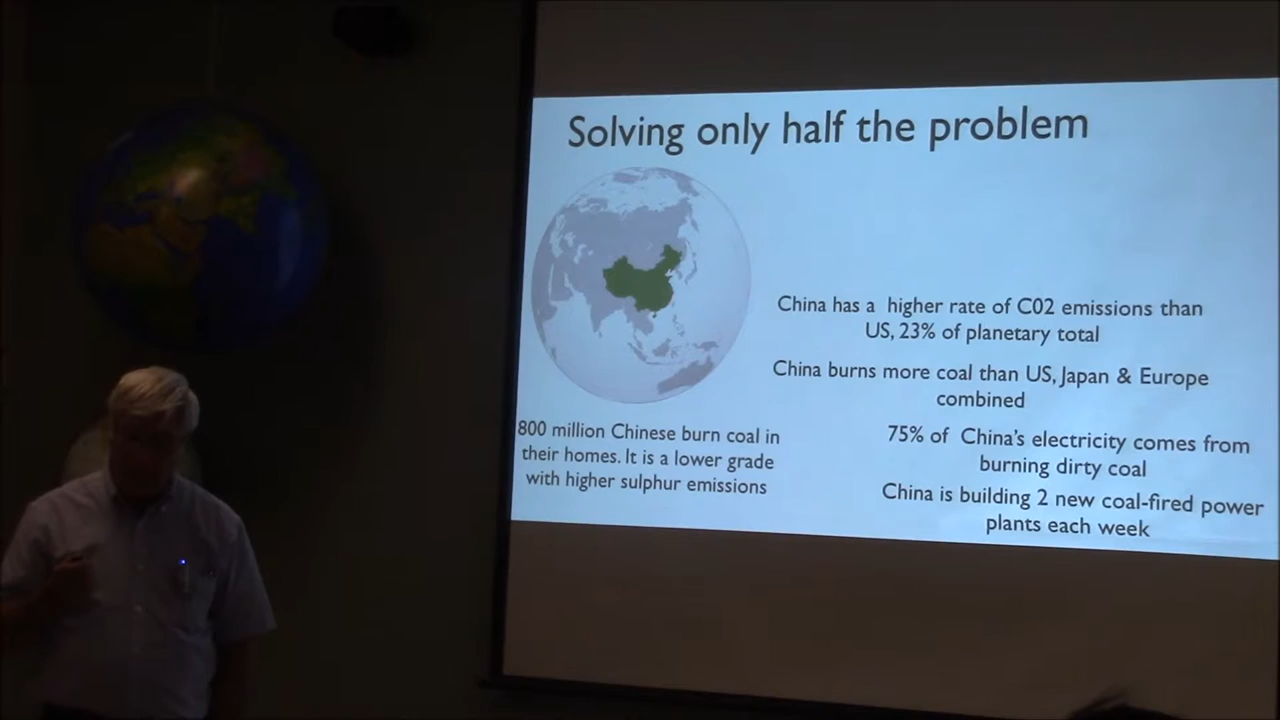 Solving only half the problem
China has a higher rate of C02 emissions than
US, 23% of planetary total
China burns more coal than US, Japan & Europe
combined
800 million Chinese burn coal in
their homes. It is a lower grade
with higher sulphur emissions
75% of China's electricity comes from
burning dirty coal
China is building 2 new coal-fired power
plants each week